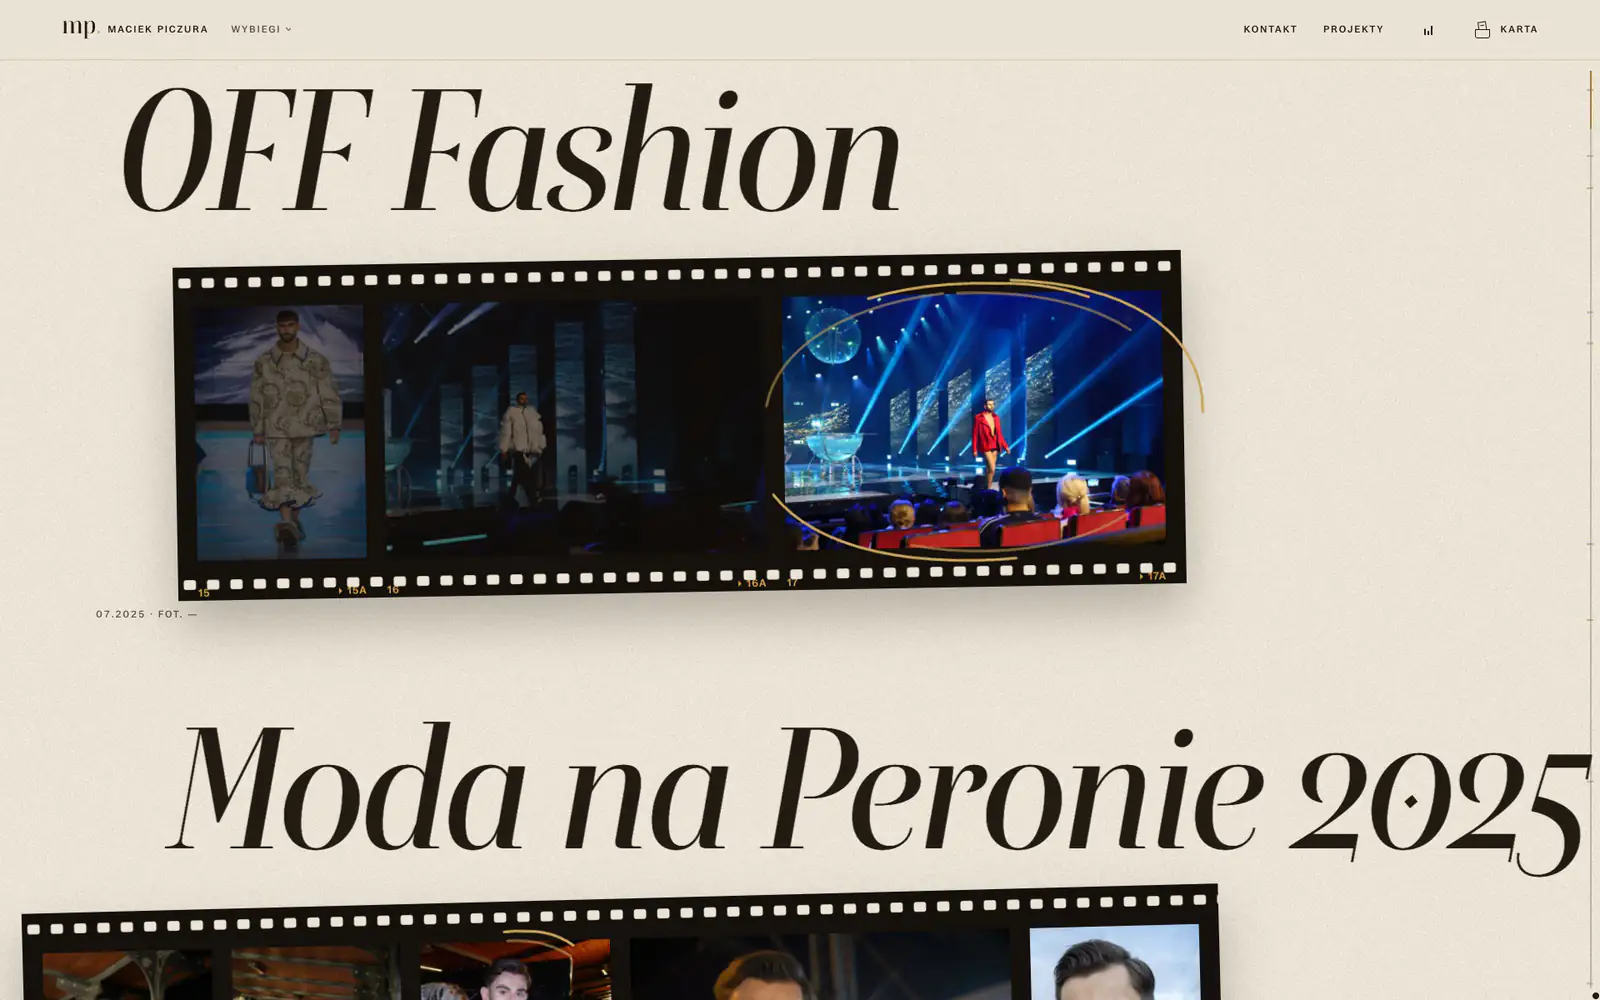 mp. MACIEK PICZURA WYBIEGI KONTAKT PROJEKTY KARTA
OFF Fashion
15 15A 16 16A 17 17A
07.2025 · FOT. —
Moda na Peronie 2025